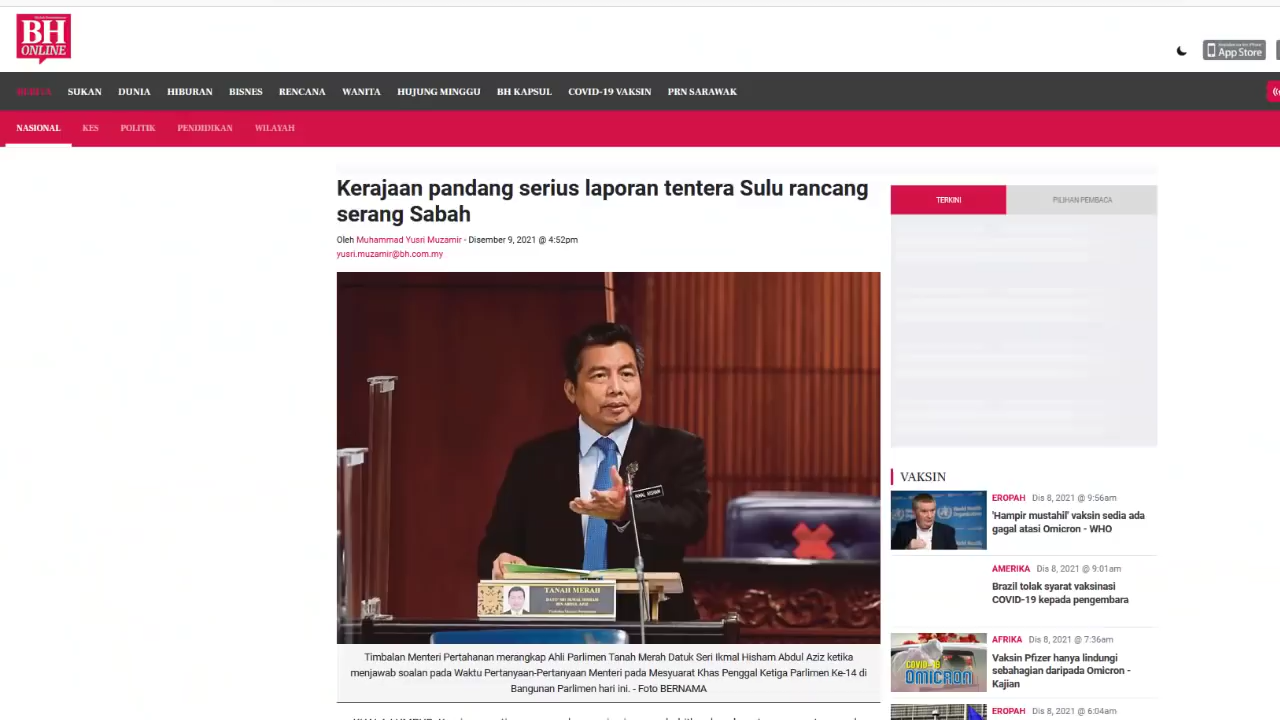 BH
ONLINE
App Store
BERITA SUKAN DUNIA HIBURAN BISNES RENCANA WANITA HUJUNG MINGGU BH KAPSUL COVID-19 VAKSIN PRN SARAWAK
NASIONAL KES POLITIK PENDIDIKAN WILAYAH
Kerajaan pandang serius laporan tentera Sulu rancang
serang Sabah
Oleh Muhammad Yusri Muzamir - Disember 9, 2021 @ 4:52pm
yusri.muzamir@bh.com.my
TANAH MERAH
Timbalan Menteri Pertahanan merangkap Ahli Parlimen Tanah Merah Datuk Seri Ikmal Hisham Abdul Aziz ketika
menjawab soalan pada Waktu Pertanyaan-Pertanyaan Menteri pada Mesyuarat Khas Penggal Ketiga Parlimen Ke-14 di
Bangunan Parlimen hari ini. - Foto BERNAMA
TERKINI PILIHAN PEMBACA
VAKSIN
EROPAH Dis 8, 2021 @ 9:56am
'Hampir mustahil' vaksin sedia ada
gagal atasi Omicron - WHO
AMERIKA Dis 8, 2021 @ 9:01am
Brazil tolak syarat vaksinasi
COVID-19 kepada pengembara
AFRIKA Dis 8, 2021 @ 7:36am
Vaksin Pfizer hanya lindungi
sebahagian daripada Omicron -
Kajian
COVID-19
OMICRON
EROPAH Dis 8, 2021 @ 6:04am